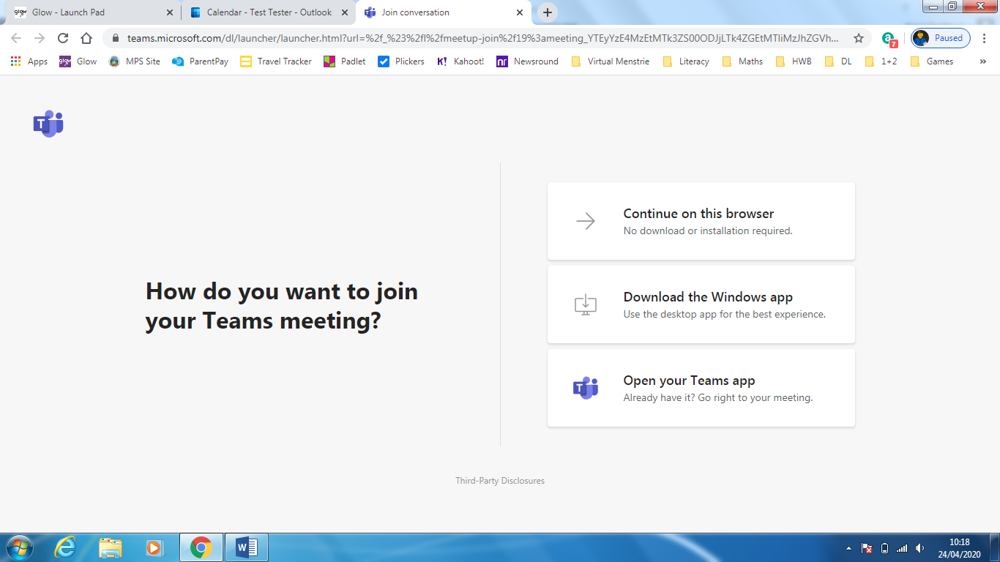 glow Glow - Launch Pad
Calendar - Test Tester - Outlook
Join conversation
teams.microsoft.com/dl/launcher/launcher.html?url=%2f_%23%2fl%2fmeetup-join%2f19%3ameeting_YTEyYzE4MzEtMTk3ZS00ODJjLTk4ZGEtMTliMzJhZGVh...
a 7
Paused
Apps
glow Glow
MPS Site
ParentPay
Travel Tracker
Padlet
Plickers
K! Kahoot!
nr Newsround
Virtual Menstrie
Literacy
Maths
HWB
DL
1+2
Games
»
T
How do you want to join
your Teams meeting?
Continue on this browser
No download or installation required.
Download the Windows app
Use the desktop app for the best experience.
T
Open your Teams app
Already have it? Go right to your meeting.
Third-Party Disclosures
W
10:18
24/04/2020